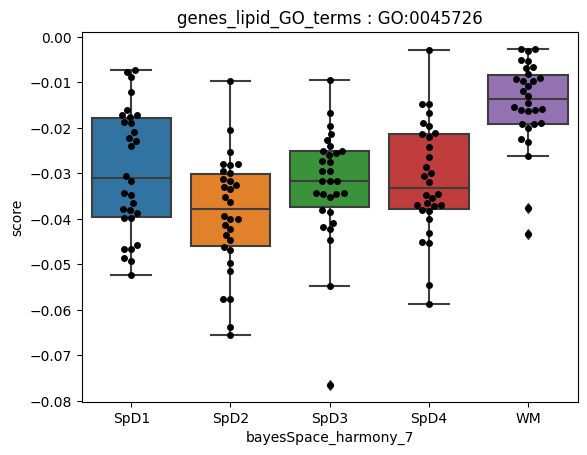 genes_lipid_GO_terms : GO:0045726
0.00
−0.01
−0.02
−0.03
−0.04
−0.05
−0.06
−0.07
−0.08
score
SpD1 SpD2 SpD3 SpD4 WM
bayesSpace_harmony_7